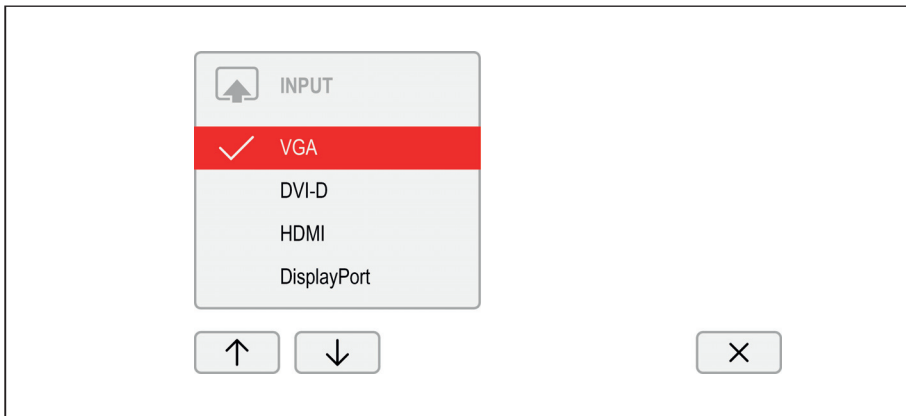 INPUT
VGA
DVI-D
HDMI
DisplayPort